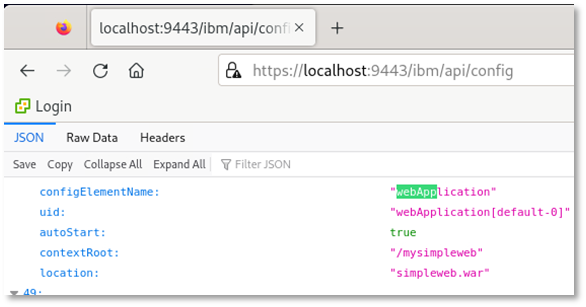 localhost:9443/ibm/api/conf
https://localhost:9443/ibm/api/config
Login
JSON Raw Data Headers
Save Copy Collapse All Expand All Filter JSON
configElementName: "webApplication"
uid: "webApplication[default-0]"
autoStart: true
contextRoot: "/mysimpleweb"
location: "simpleweb.war"
49: